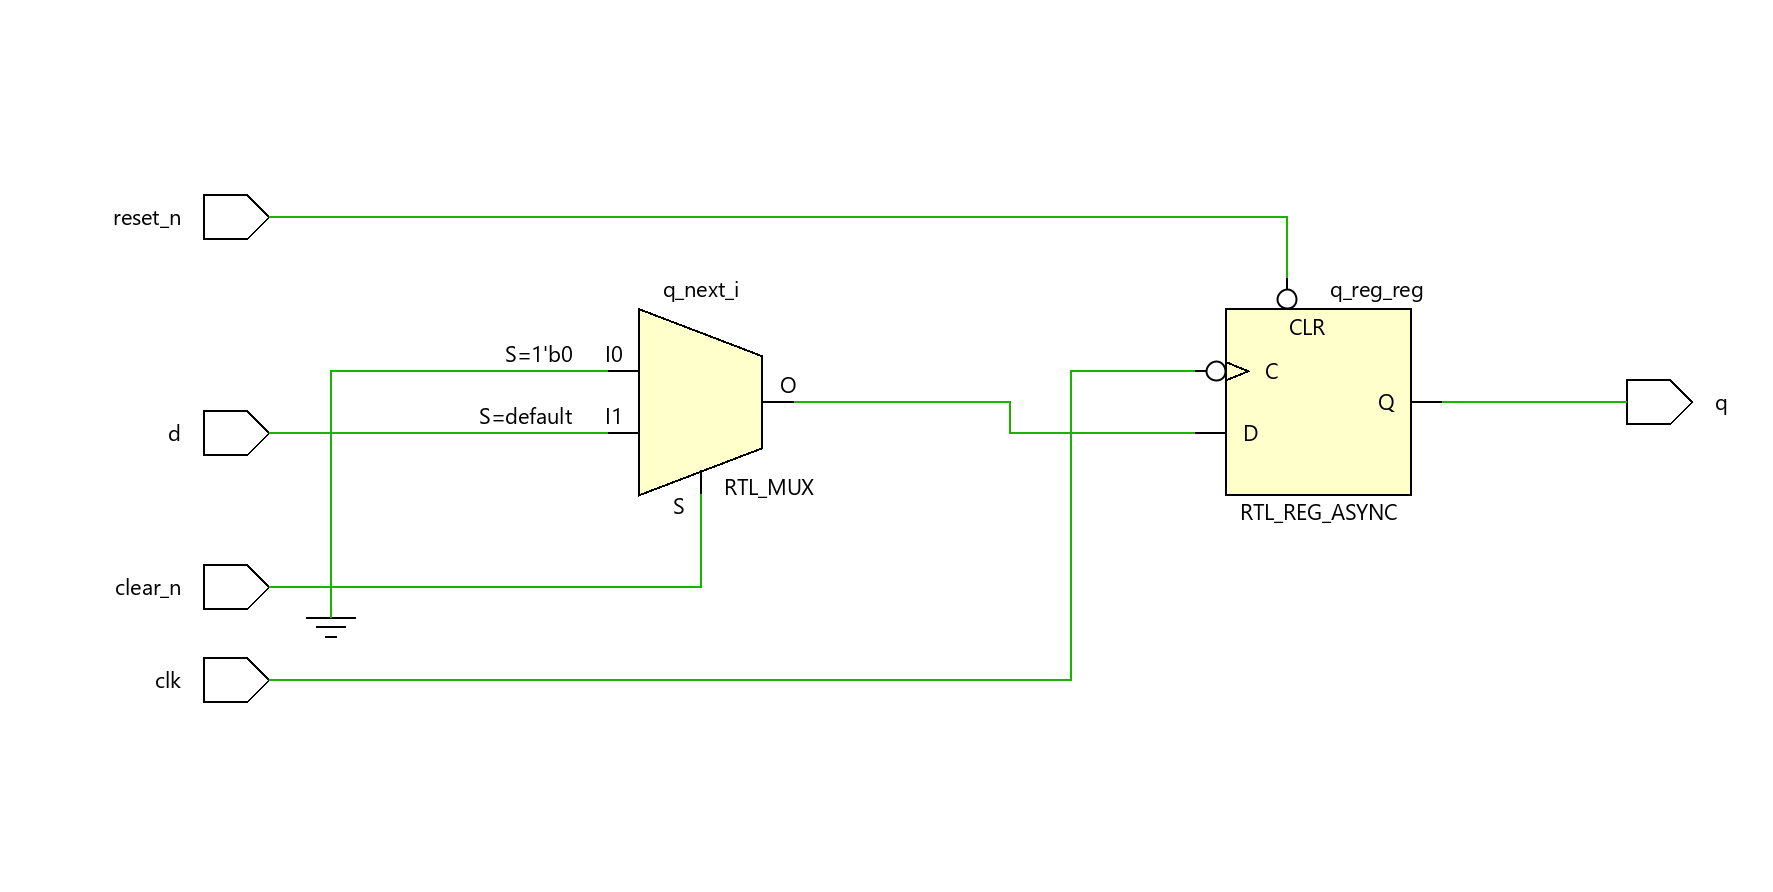 reset_n
q_next_i
q_reg_reg
CLR
S=1'b0 I0
C
O
S=default I1
Q
q
d
D
RTL_MUX
S
RTL_REG_ASYNC
clear_n
clk